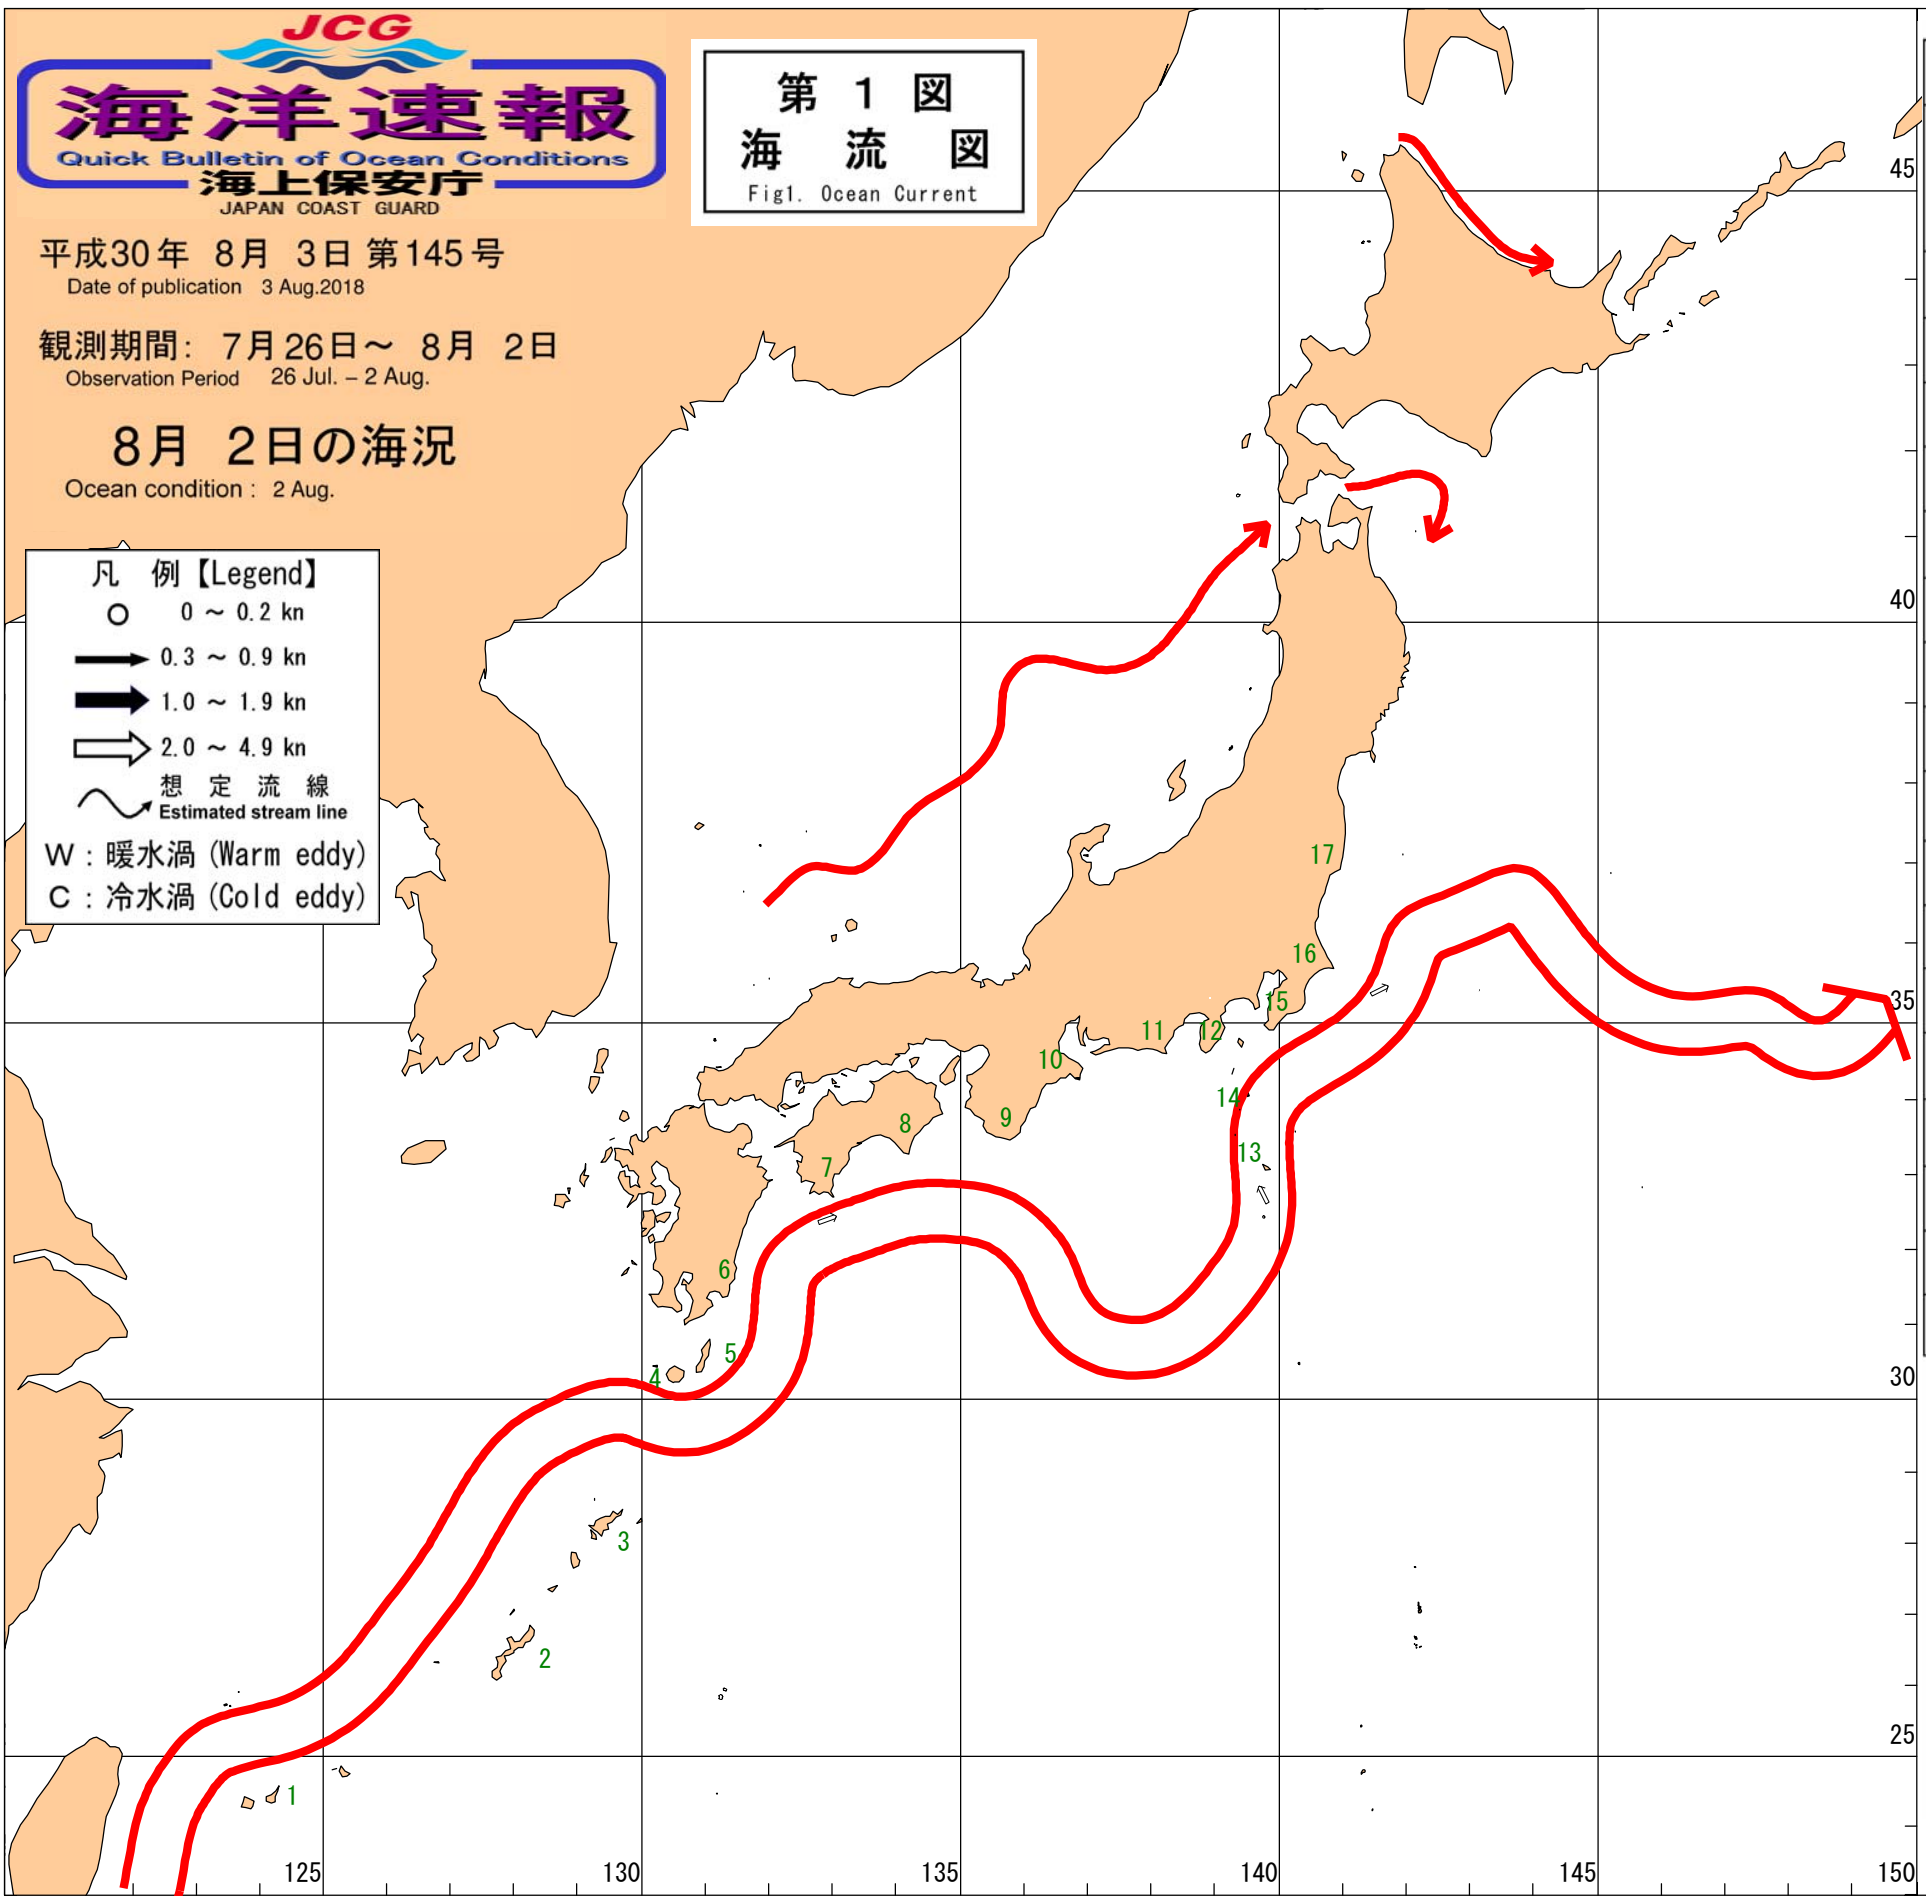 JCG
海洋速報
Quick Bulletin of Ocean Conditions
海上保安庁
JAPAN COAST GUARD
平成30年 8月 3日 第145号
Date of publication 3 Aug.2018
観測期間: 7月26日～ 8月 2日
Observation Period 26 Jul. – 2 Aug.
8月 2日の海況
Ocean condition : 2 Aug.
第 1 図
海 流 図
Fig1. Ocean Current
凡 例【Legend】
0 ～ 0.2 kn
0.3 ～ 0.9 kn
1.0 ～ 1.9 kn
2.0 ～ 4.9 kn
想 定 流 線
Estimated stream line
W : 暖水渦 (Warm eddy)
C : 冷水渦 (Cold eddy)
45
40
17
16
15
35
12
11
10
14
9
8
13
7
6
5
4
30
3
2
25
1
125
130
135
140
145
150